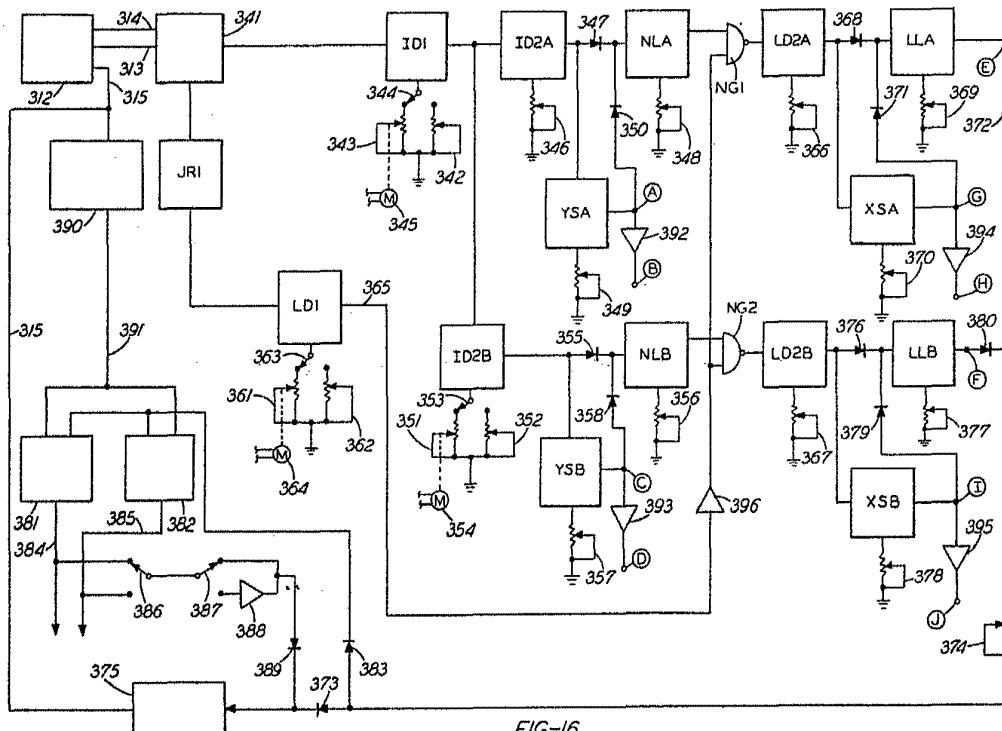 314
341
313
312
315
ID1
344
343
342
M
345
ID2A
347
NLA
346
350
348
YSA
A
392
349
B
NG1
LD2A
368
LLA
E
371
369
372
366
XSA
G
370
394
H
390
JR1
391
315
LD1
365
363
361
362
M
364
ID2B
355
NLB
353
351
352
358
356
M
354
YSB
C
393
357
D
NG2
LD2B
376
LLB
380
F
379
377
367
396
XSB
I
378
395
J
374
381
384
385
382
386
387
388
389
383
375
373
FIG-16